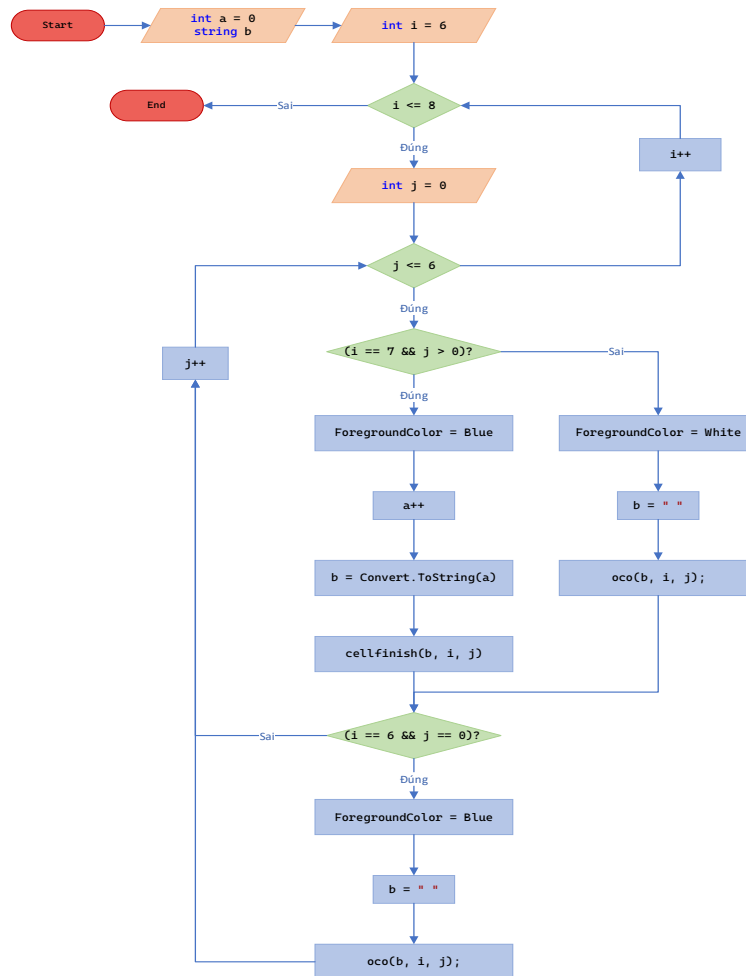 Start
int a = 0
string b
int i = 6
End
Sai
i <= 8
Đúng
i++
int j = 0
j <= 6
Đúng
j++
(i == 7 && j > 0)?
Sai
Đúng
ForegroundColor = Blue
ForegroundColor = White
a++
b = " "
b = Convert.ToString(a)
oco(b, i, j);
cellfinish(b, i, j)
Sai
(i == 6 && j == 0)?
Đúng
ForegroundColor = Blue
b = " "
oco(b, i, j);